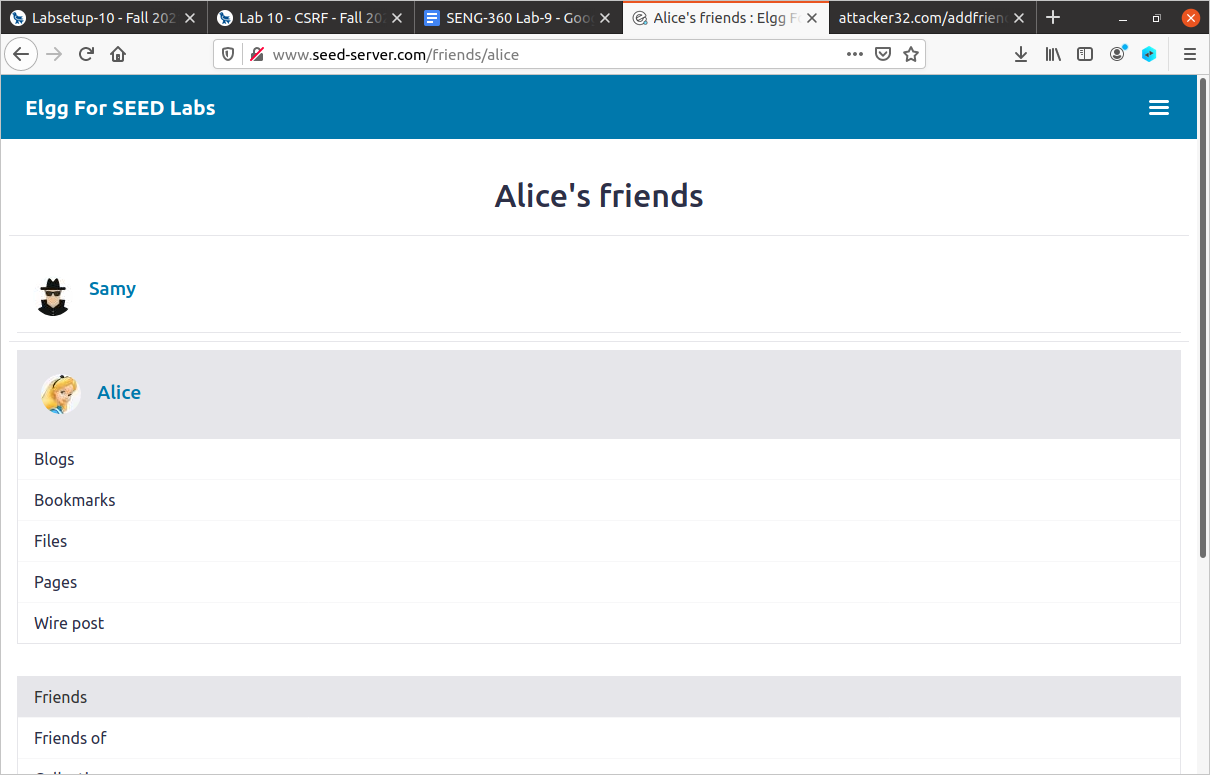 Labsetup-10 - Fall 202
Lab 10 - CSRF - Fall 202
SENG-360 Lab-9 - Goo
Alice's friends : Elgg Fo
attacker32.com/addfrien
www.seed-server.com/friends/alice
Elgg For SEED Labs
Alice's friends
Samy
Alice
Blogs
Bookmarks
Files
Pages
Wire post
Friends
Friends of